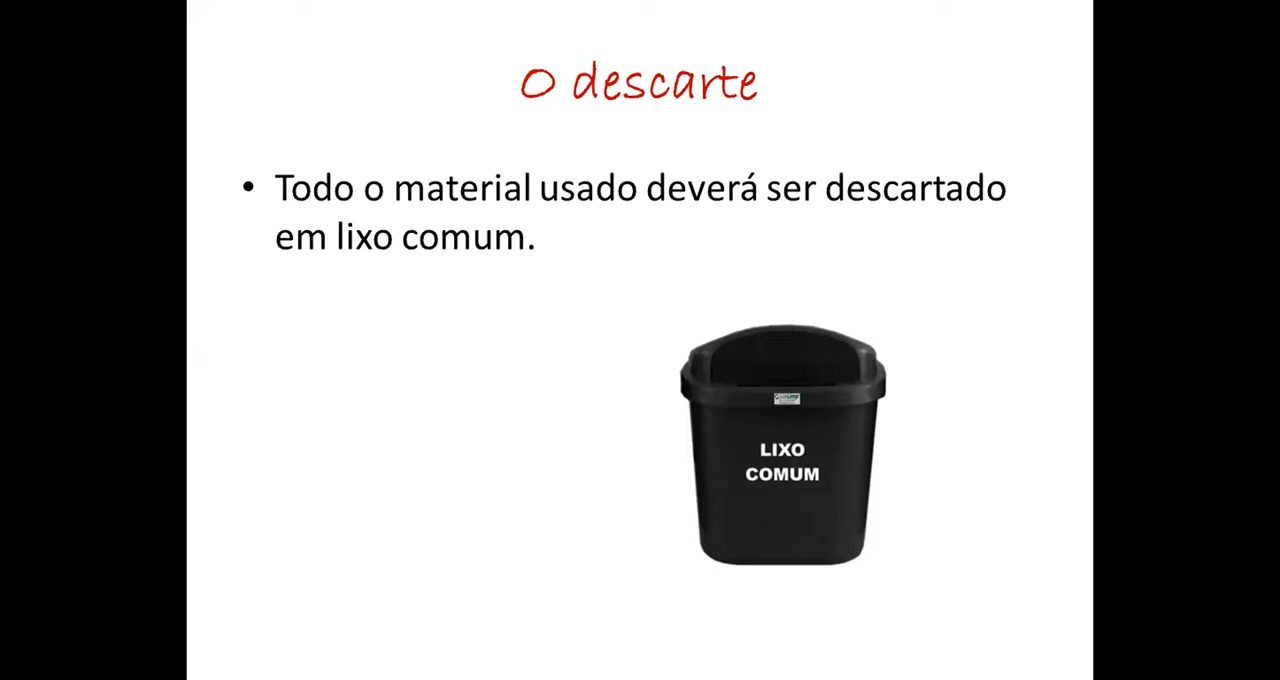 O descarte
• Todo o material usado deverá ser descartado
em lixo comum.
LIXO
COMUM